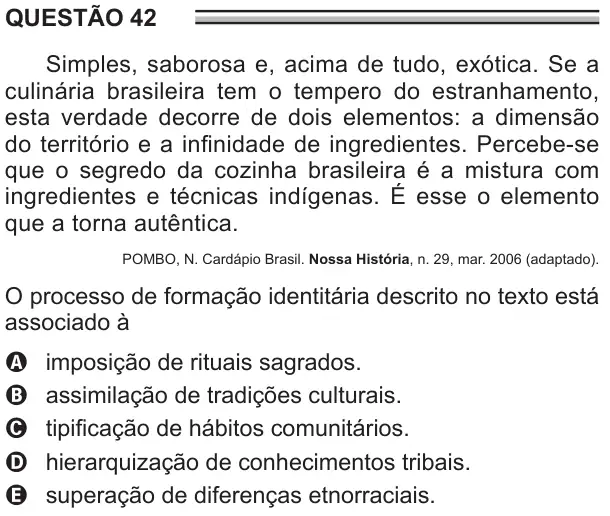 QUESTÃO 42
Simples, saborosa e, acima de tudo, exótica. Se a
culinária brasileira tem o tempero do estranhamento,
esta verdade decorre de dois elementos: a dimensão
do território e a infinidade de ingredientes. Percebe-se
que o segredo da cozinha brasileira é a mistura com
ingredientes e técnicas indígenas. É esse o elemento
que a torna autêntica.
POMBO, N. Cardápio Brasil. Nossa História, n. 29, mar. 2006 (adaptado).
O processo de formação identitária descrito no texto está
associado à
A imposição de rituais sagrados.
B assimilação de tradições culturais.
C tipificação de hábitos comunitários.
D hierarquização de conhecimentos tribais.
E superação de diferenças etnorraciais.